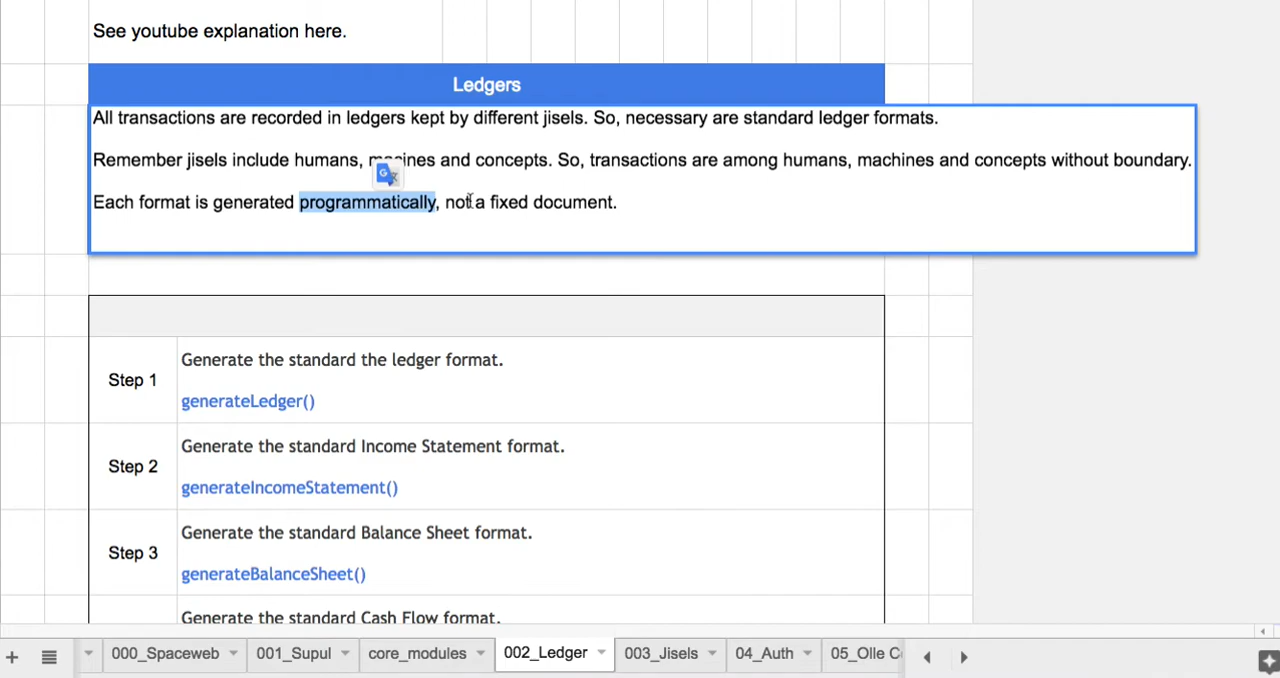 See youtube explanation here.
Ledgers
All transactions are recorded in ledgers kept by different jisels. So, necessary are standard ledger formats.
Remember jisels include humans, macines and concepts. So, transactions are among humans, machines and concepts without boundary.
Each format is generated programmatically, not a fixed document.
Step 1
Generate the standard the ledger format.
generateLedger()
Step 2
Generate the standard Income Statement format.
generateIncomeStatement()
Step 3
Generate the standard Balance Sheet format.
generateBalanceSheet()
Generate the standard Cash Flow format.
000_Spaceweb 001_Supul core_modules 002_Ledger 003_Jisels 04_Auth 05_Olle